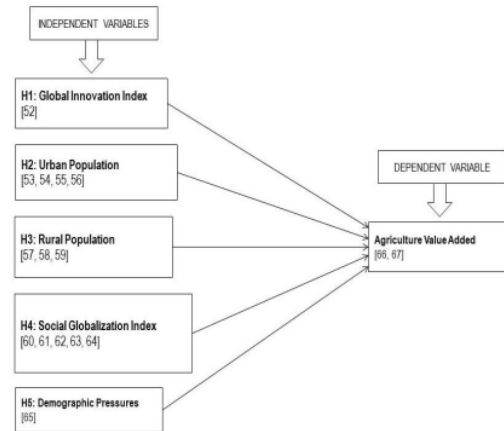 INDEPENDENT VARIABLES
H1: Global Innovation Index
[52]
H2: Urban Population
[53, 54, 55, 56]
H3: Rural Population
[57, 58, 59]
H4: Social Globalization Index
[60, 61, 62, 63, 64]
H5: Demographic Pressures
[65]
DEPENDENT VARIABLE
Agriculture Value Added
[66, 67]